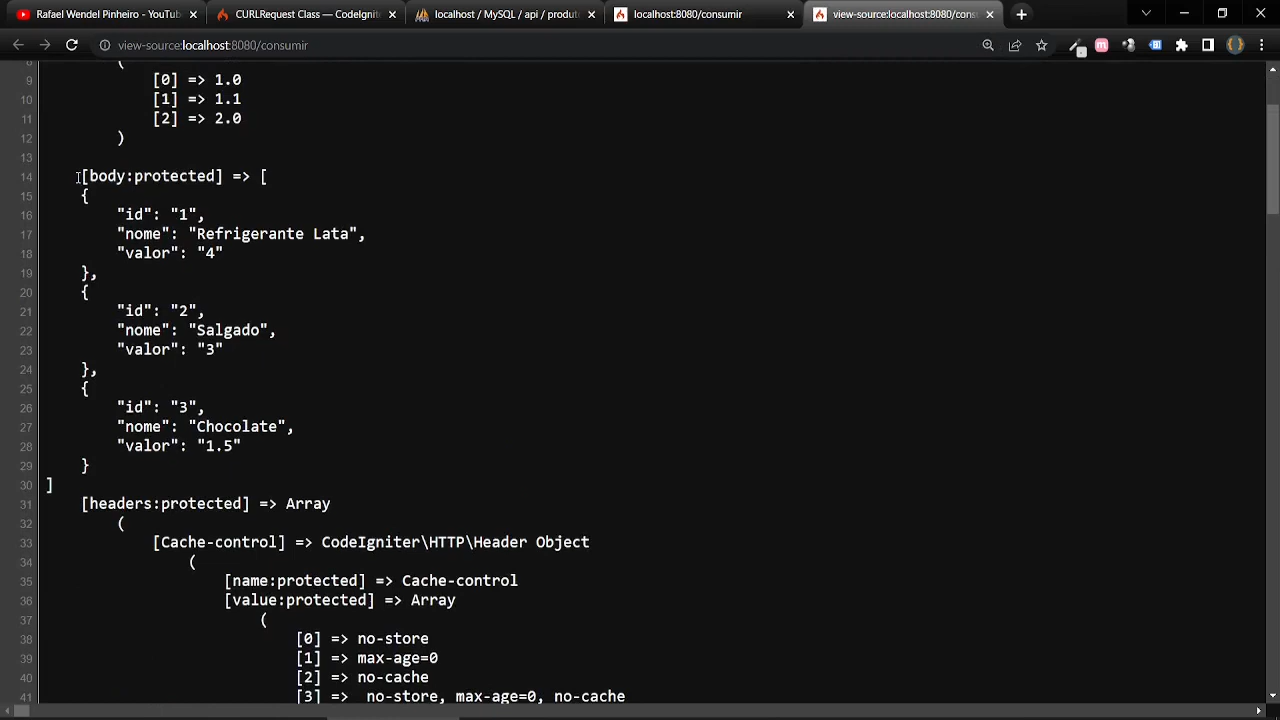 Rafael Wendel Pinheiro - YouTub
CURLRequest Class — CodeIgnite
localhost / MySQL / api / produto
localhost:8080/consumir
view-source:localhost:8080/consu
view-source:localhost:8080/consumir
9 [0] => 1.0
10 [1] => 1.1
11 [2] => 2.0
12 )
13
14 [body:protected] => [
15 {
16 "id": "1",
17 "nome": "Refrigerante Lata",
18 "valor": "4"
19 },
20 {
21 "id": "2",
22 "nome": "Salgado",
23 "valor": "3"
24 },
25 {
26 "id": "3",
27 "nome": "Chocolate",
28 "valor": "1.5"
29 }
30 ]
31 [headers:protected] => Array
32 (
33 [Cache-control] => CodeIgniter\HTTP\Header Object
34 (
35 [name:protected] => Cache-control
36 [value:protected] => Array
37 (
38 [0] => no-store
39 [1] => max-age=0
40 [2] => no-cache
41 [3] =>  no-store, max-age=0, no-cache